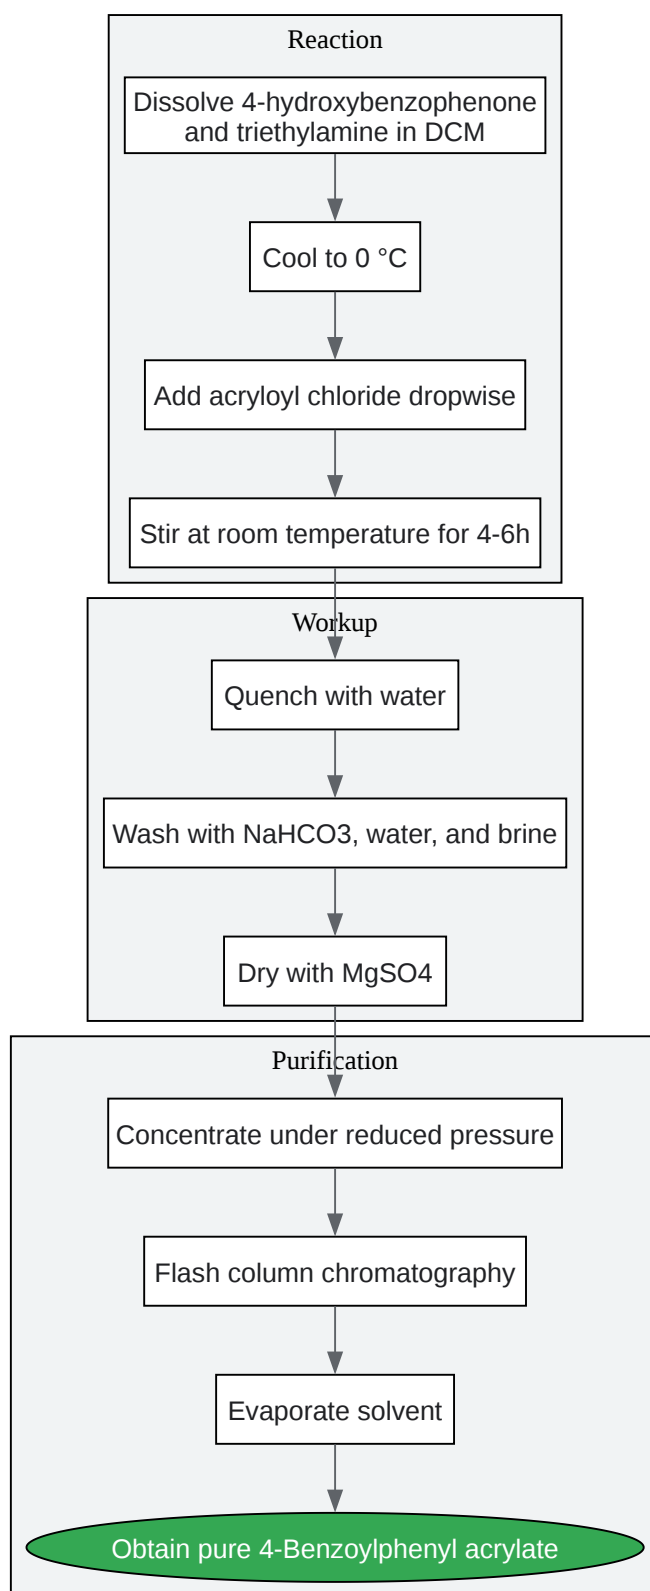 Reaction
Dissolve 4-hydroxybenzophenone
and triethylamine in DCM
Cool to 0 °C
Add acryloyl chloride dropwise
Stir at room temperature for 4-6h
Workup
Quench with water
Wash with NaHCO3, water, and brine
Dry with MgSO4
Purification
Concentrate under reduced pressure
Flash column chromatography
Evaporate solvent
Obtain pure 4-Benzoylphenyl acrylate